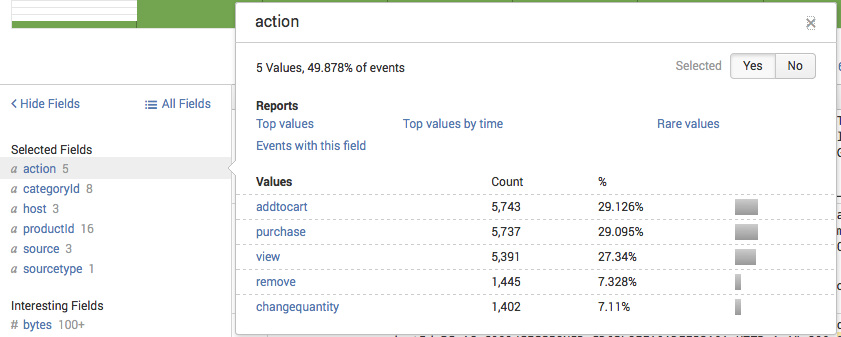 action
5 Values, 49.878% of events
Selected Yes No
< Hide Fields All Fields
Reports
Top values Top values by time Rare values
Events with this field
Selected Fields
a action 5
a categoryId 8
a host 3
a productId 16
a source 3
a sourcetype 1
Interesting Fields
# bytes 100+
Values Count %
addtocart 5,743 29.126%
purchase 5,737 29.095%
view 5,391 27.34%
remove 1,445 7.328%
changequantity 1,402 7.11%